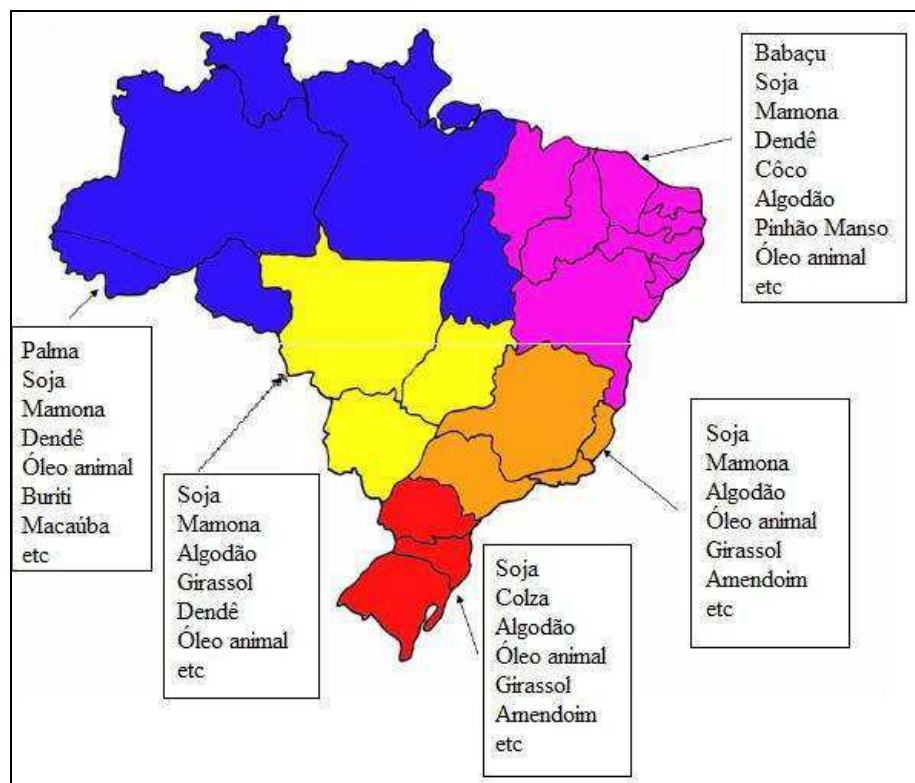 Babaçu
Soja
Mamona
Dendê
Côco
Algodão
Pinhão Manso
Óleo animal
etc
Palma
Soja
Mamona
Dendê
Óleo animal
Buriti
Macaúba
etc
Soja
Mamona
Algodão
Girassol
Dendê
Óleo animal
etc
Soja
Colza
Algodão
Óleo animal
Girassol
Amendoim
etc
Soja
Mamona
Algodão
Óleo animal
Girassol
Amendoim
etc